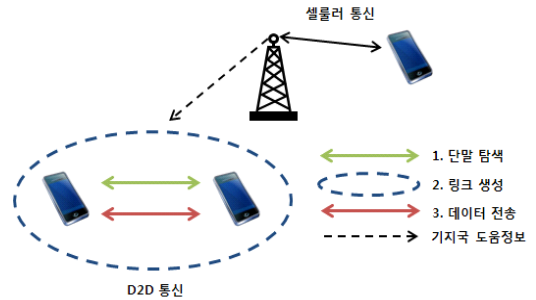 셀룰러 통신
1. 단말 탐색
2. 링크 생성
3. 데이터 전송
기지국 도움정보
D2D 통신